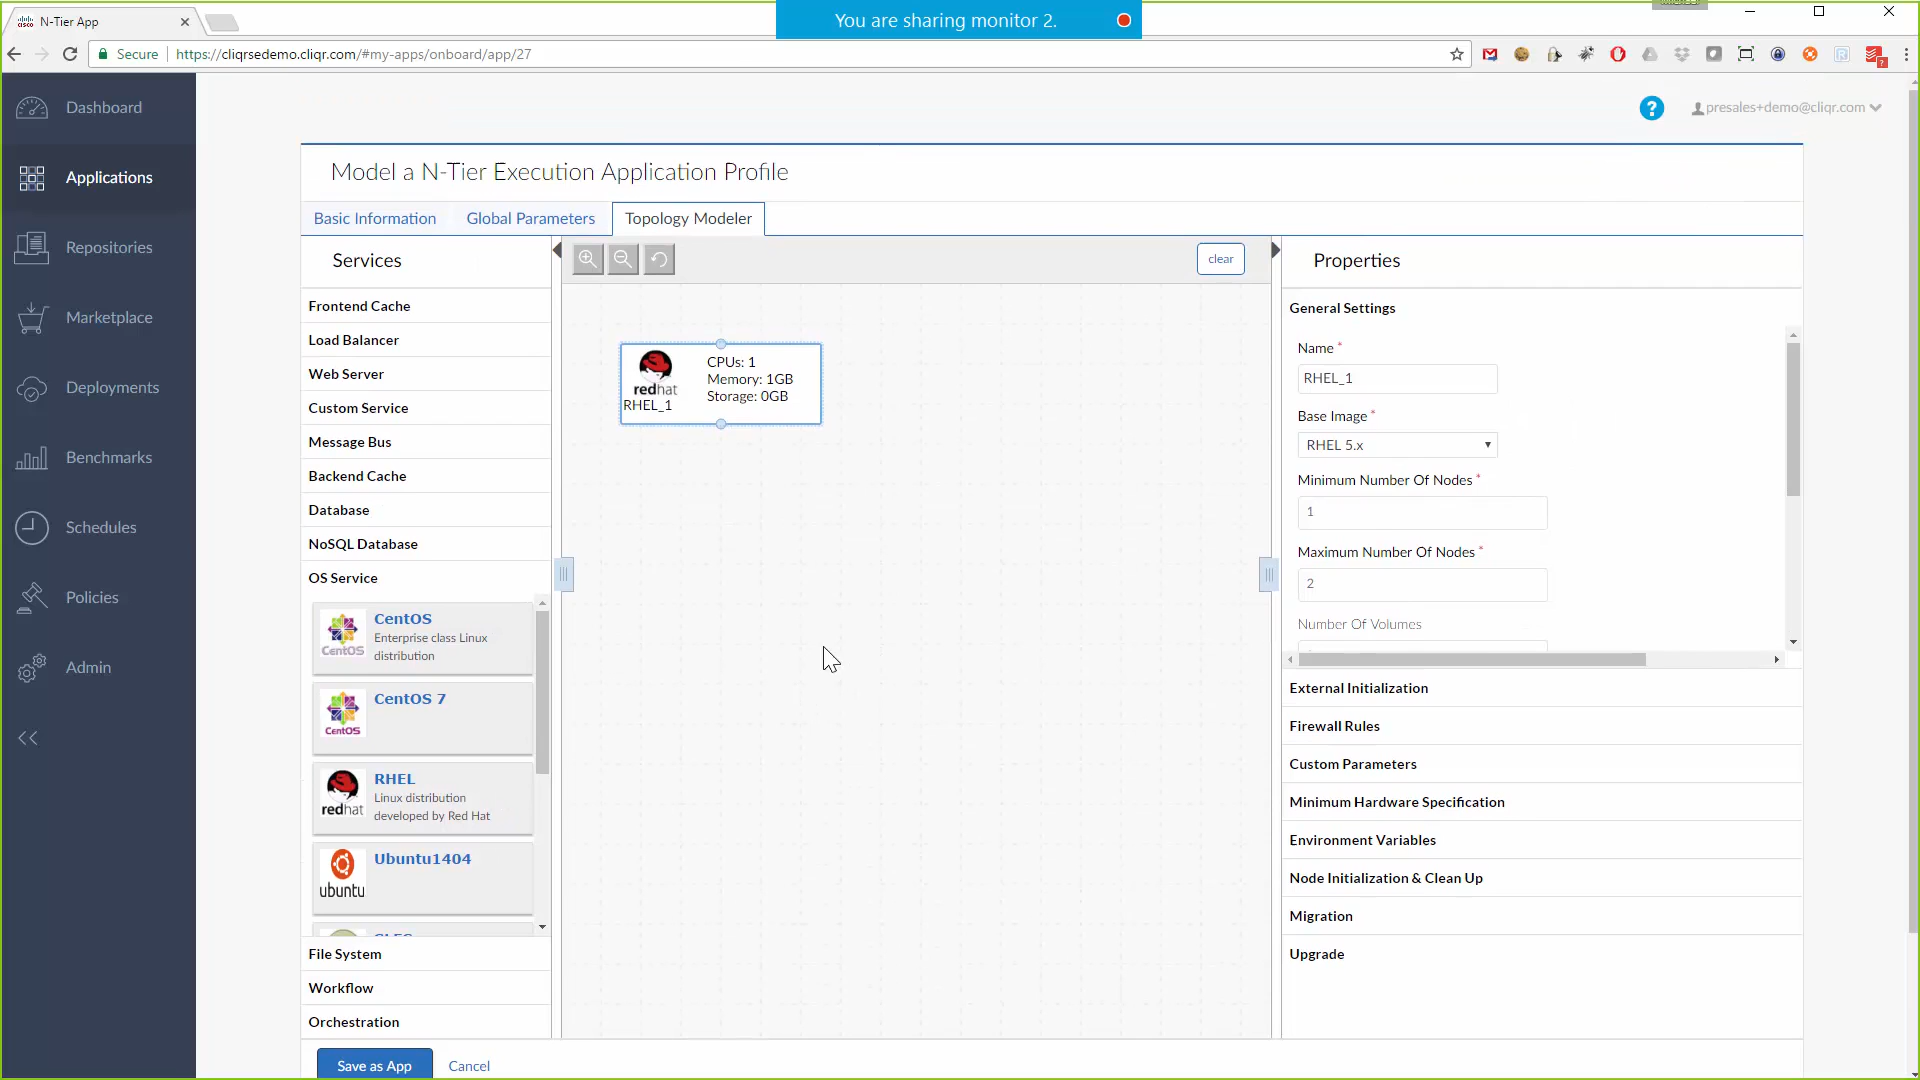 You are sharing monitor 2.
N-Tier App
Secure
https://cliqrsedemo.cliqr.com/#my-apps/onboard/app/27
Dashboard
Applications
Repositories
Marketplace
Deployments
Benchmarks
Schedules
Policies
Admin
?
presales+demo@cliqr.com
Model a N-Tier Execution Application Profile
Basic Information
Global Parameters
Topology Modeler
Services
Frontend Cache
Load Balancer
Web Server
Custom Service
Message Bus
Backend Cache
Database
NoSQL Database
OS Service
CentOS
CentOS
Enterprise class Linux
distribution
CentOS
CentOS 7
redhat
RHEL
Linux distribution
developed by Red Hat
ubuntu
Ubuntu1404
File System
Workflow
Orchestration
clear
redhat
RHEL_1
CPUs: 1
Memory: 1GB
Storage: 0GB
Properties
General Settings
Name *
RHEL_1
Base Image *
RHEL 5.x
Minimum Number Of Nodes *
1
Maximum Number Of Nodes *
2
Number Of Volumes
External Initialization
Firewall Rules
Custom Parameters
Minimum Hardware Specification
Environment Variables
Node Initialization & Clean Up
Migration
Upgrade
Save as App
Cancel